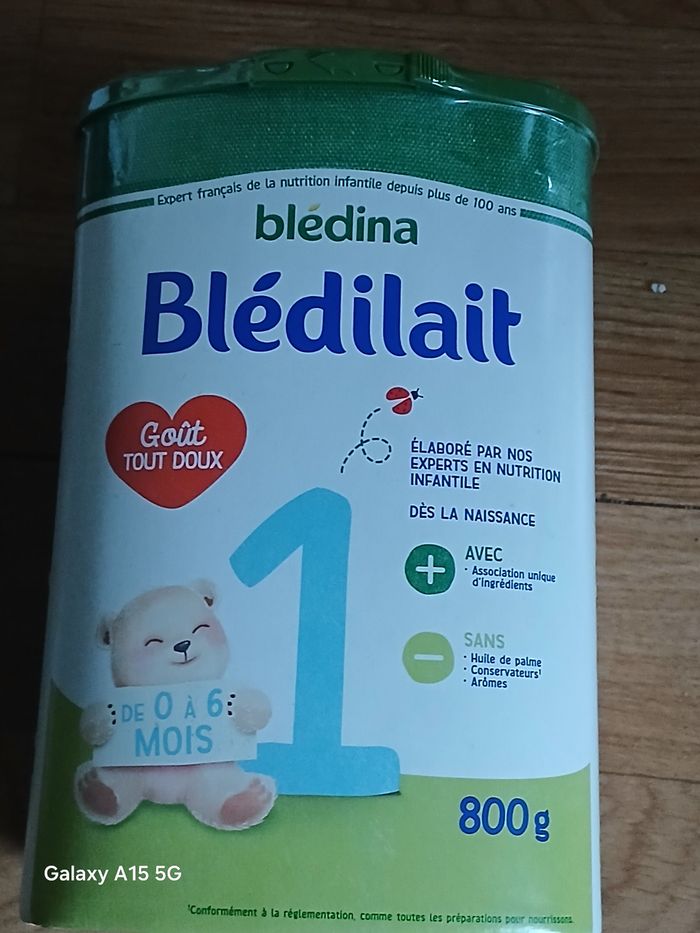 Expert français de la nutrition infantile depuis plus de 100 ans
blédina
Blédilait
Goût
TOUT DOUX
ÉLABORÉ PAR NOS
EXPERTS EN NUTRITION
INFANTILE
DÈS LA NAISSANCE
AVEC
• Association unique
d'ingrédients
SANS
• Huile de palme
• Conservateurs¹
• Arômes
1
DE 0 À 6
MOIS
800g
Galaxy A15 5G
¹Conformément à la réglementation, comme toutes les préparations pour nourrissons.